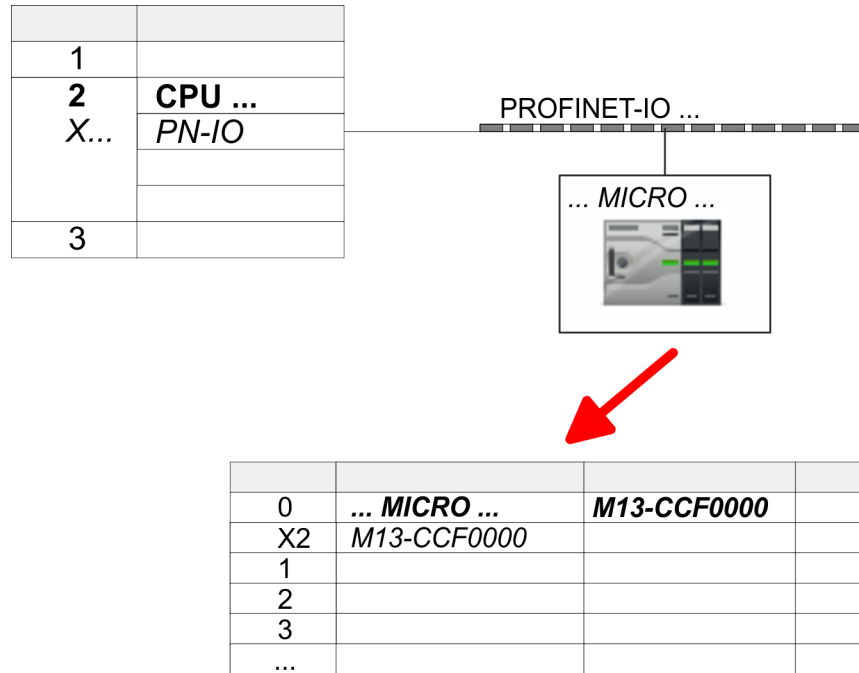 1
2 CPU ...
X... PN-IO
3
PROFINET-IO ...
... MICRO ...
0 ... MICRO ... M13-CCF0000
X2 M13-CCF0000
1
2
3
...